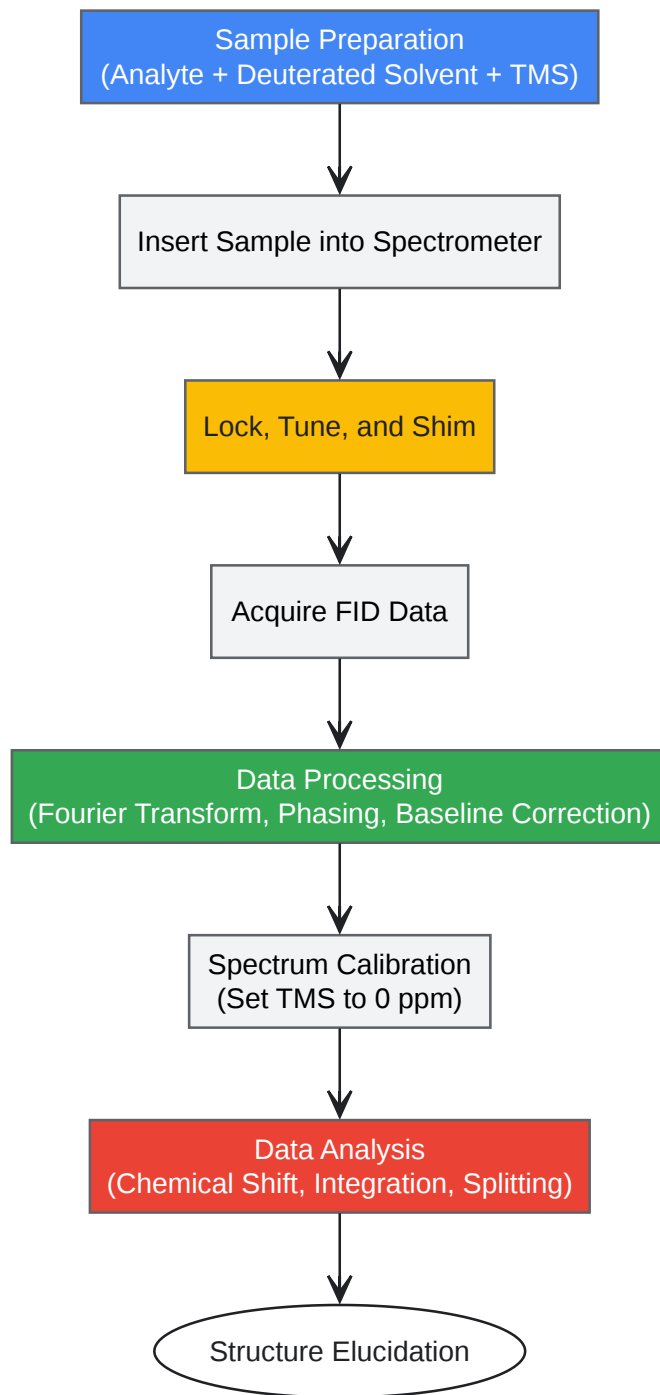 Sample Preparation
(Analyte + Deuterated Solvent + TMS)
Insert Sample into Spectrometer
Lock, Tune, and Shim
Acquire FID Data
Data Processing
(Fourier Transform, Phasing, Baseline Correction)
Spectrum Calibration
(Set TMS to 0 ppm)
Data Analysis
(Chemical Shift, Integration, Splitting)
Structure Elucidation